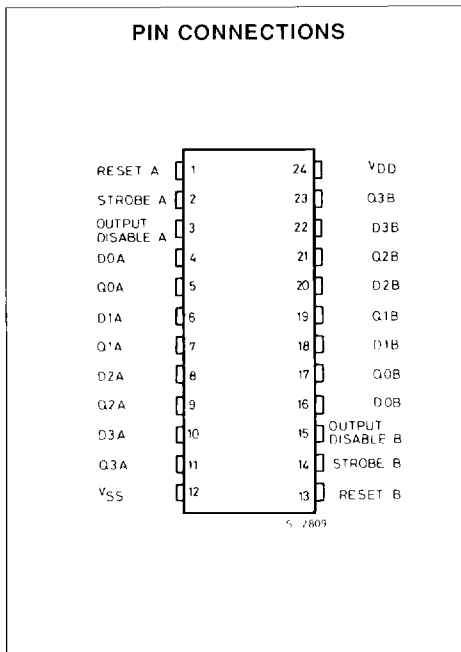 PIN CONNECTIONS
RESET A 1
STROBE A 2
OUTPUT DISABLE A 3
D0A 4
Q0A 5
D1A 6
Q1A 7
D2A 8
Q2A 9
D3A 10
Q3A 11
VSS 12
24 VDD
23 Q3B
22 D3B
21 Q2B
20 D2B
19 Q1B
18 D1B
17 Q0B
16 D0B
15 OUTPUT DISABLE B
14 STROBE B
13 RESET B